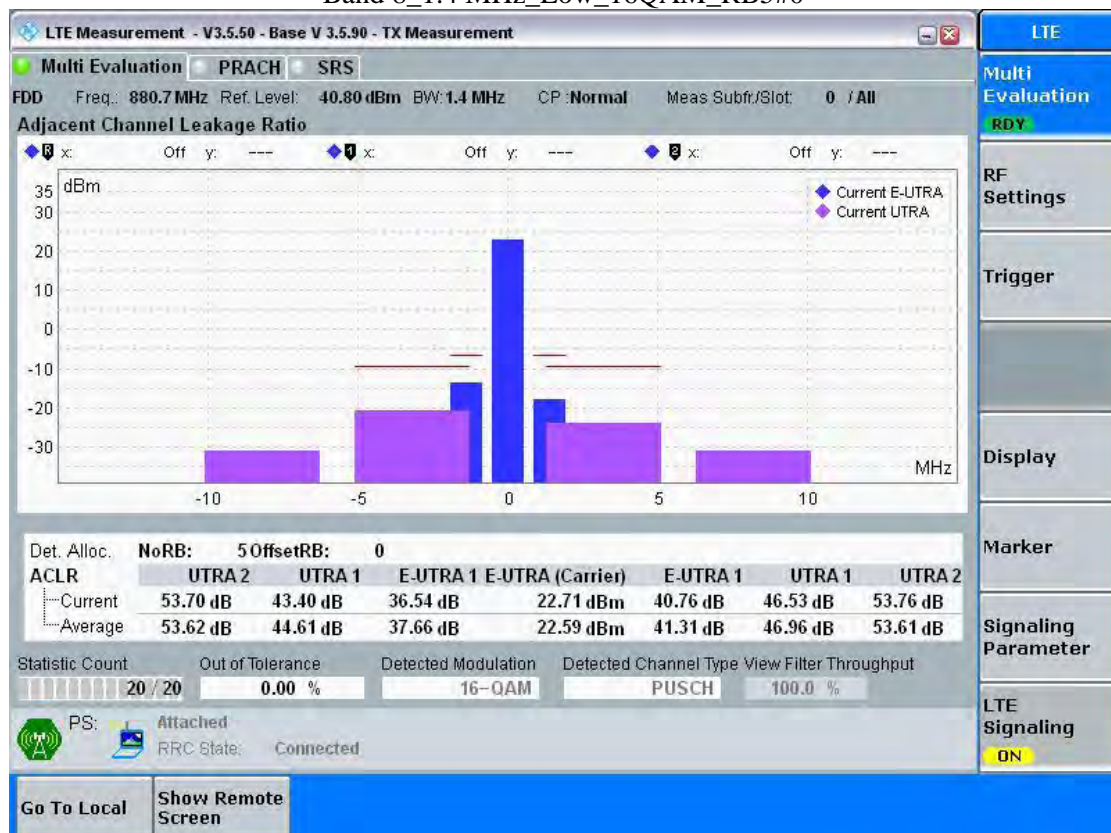 Band 8_1.4 MHz_Low_16QAM_RB5#0
LTE Measurement - V3.5.50 - Base V 3.5.90 - TX Measurement
LTE
Multi Evaluation PRACH SRS
Multi Evaluation
RDY
FDD Freq.: 880.7 MHz Ref. Level: 40.80 dBm BW: 1.4 MHz CP :Normal Meas Subfr./Slot: 0 / All
Adjacent Channel Leakage Ratio
R x: Off y: --- 1 x: Off y: --- 2 x: Off y: ---
dBm
35
30
20
10
0
-10
-20
-30
Current E-UTRA
Current UTRA
MHz
-10 -5 0 5 10
RF Settings
Trigger
Display
Marker
Signaling Parameter
LTE Signaling
ON
Det. Alloc. NoRB: 5 OffsetRB: 0
ACLR UTRA 2 UTRA 1 E-UTRA 1 E-UTRA (Carrier) E-UTRA 1 UTRA 1 UTRA 2
Current 53.70 dB 43.40 dB 36.54 dB 22.71 dBm 40.76 dB 46.53 dB 53.76 dB
Average 53.62 dB 44.61 dB 37.66 dB 22.59 dBm 41.31 dB 46.96 dB 53.61 dB
Statistic Count Out of Tolerance Detected Modulation Detected Channel Type View Filter Throughput
20 / 20 0.00 % 16-QAM PUSCH 100.0 %
PS: Attached
RRC State: Connected
Go To Local
Show Remote Screen